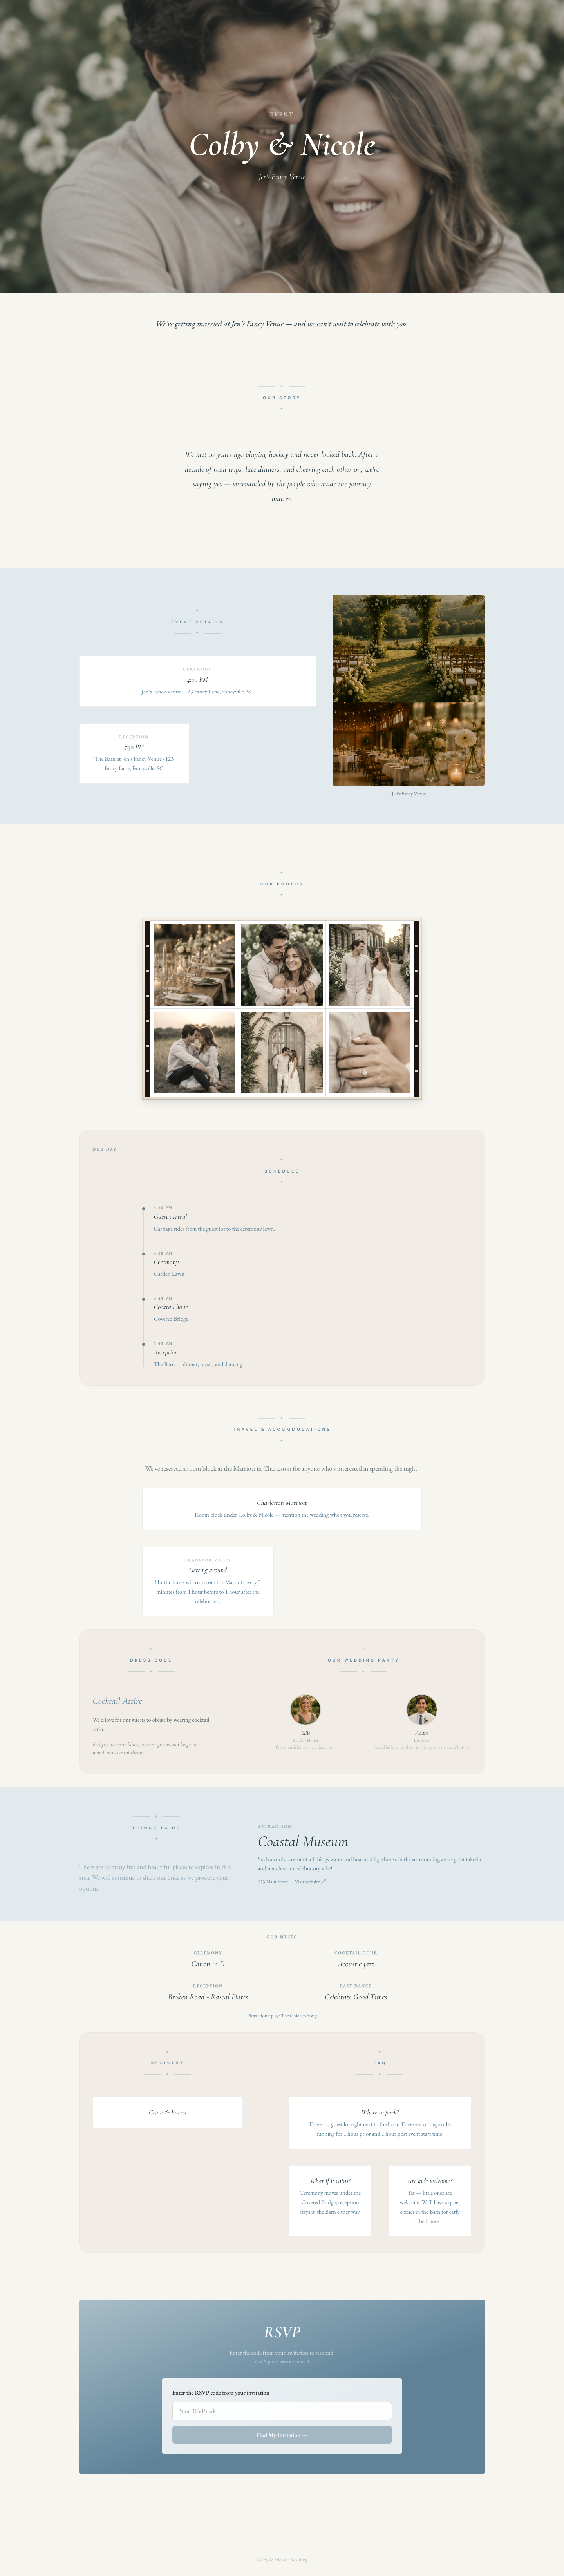 EVENT
Colby & Nicole
Jen's Fancy Venue
We're getting married at Jen's Fancy Venue — and we can't wait to celebrate with you.
OUR STORY
We met 10 years ago playing hockey and never looked back. After a
decade of road trips, late dinners, and cheering each other on, we're
saying yes — surrounded by the people who made the journey
matter.
EVENT DETAILS
CEREMONY
4:00 PM
Jen's Fancy Venue · 123 Fancy Lane, Fancyville, SC
RECEPTION
5:30 PM
The Barn at Jen's Fancy Venue · 123
Fancy Lane, Fancyville, SC
Jen's Fancy Venue
OUR PHOTOS
OUR DAY
SCHEDULE
3:30 PM
Guest arrival
Carriage rides from the guest lot to the ceremony lawn.
4:00 PM
Ceremony
Garden Lawn
4:45 PM
Cocktail hour
Covered Bridge
5:45 PM
Reception
The Barn — dinner, toasts, and dancing
TRAVEL & ACCOMMODATIONS
We've reserved a room block at the Marriott in Charleston for anyone who's interested in spending the night.
Charleston Marriott
Room block under Colby & Nicole — mention the wedding when you reserve.
TRANSPORTATION
Getting around
Shuttle buses will run from the Marriott every 5
minutes from 1 hour before to 1 hour after the
celebration.
DRESS CODE
Cocktail Attire
We'd love for our guests to oblige by wearing cocktail
attire.
Feel free to wear blues, creams, greens and beiges to
match our coastal theme!
OUR WEDDING PARTY
Ellie
Maid of Honor
Adam
Best Man
THINGS TO DO
There are so many fun and beautiful places to explore in this
area. We will continue to share our links as we procure your
options.
ATTRACTION
Coastal Museum
Such a cool account of all things water and boat and lighthouse in the surrounding area - great take in
and matches our celebratory vibe!
123 Main Street Visit website ↗
OUR MUSIC
CEREMONY
Canon in D
COCKTAIL HOUR
Acoustic jazz
RECEPTION
Broken Road - Rascal Flatts
LAST DANCE
Celebrate Good Times
Please don't play: The Chicken Song
REGISTRY
Crate & Barrel
FAQ
Where to park?
There is a guest lot right next to the barn. There are carriage rides
running for 1 hour prior and 1 hour post event start time.
What if it rains?
Ceremony moves under the
Covered Bridge; reception
stays in the Barn either way.
Are kids welcome?
Yes — little ones are
welcome. We'll have a quiet
corner in the Barn for early
bedtimes.
RSVP
Enter the code from your invitation to respond
Enter the RSVP code from your invitation
Your RSVP code
Find My Invitation →
Colby & Nicole's Wedding